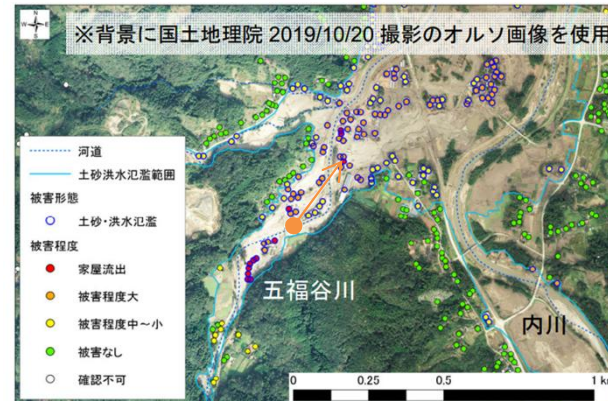 ※背景に国土地理院 2019/10/20 撮影のオルソ画像を使用
N
W
E
S
河道
土砂洪水氾濫範囲
被害形態
土砂・洪水氾濫
被害程度
家屋流出
被害程度大
被害程度中～小
被害なし
確認不可
五福谷川
内川
0 0.25 0.5 1 km